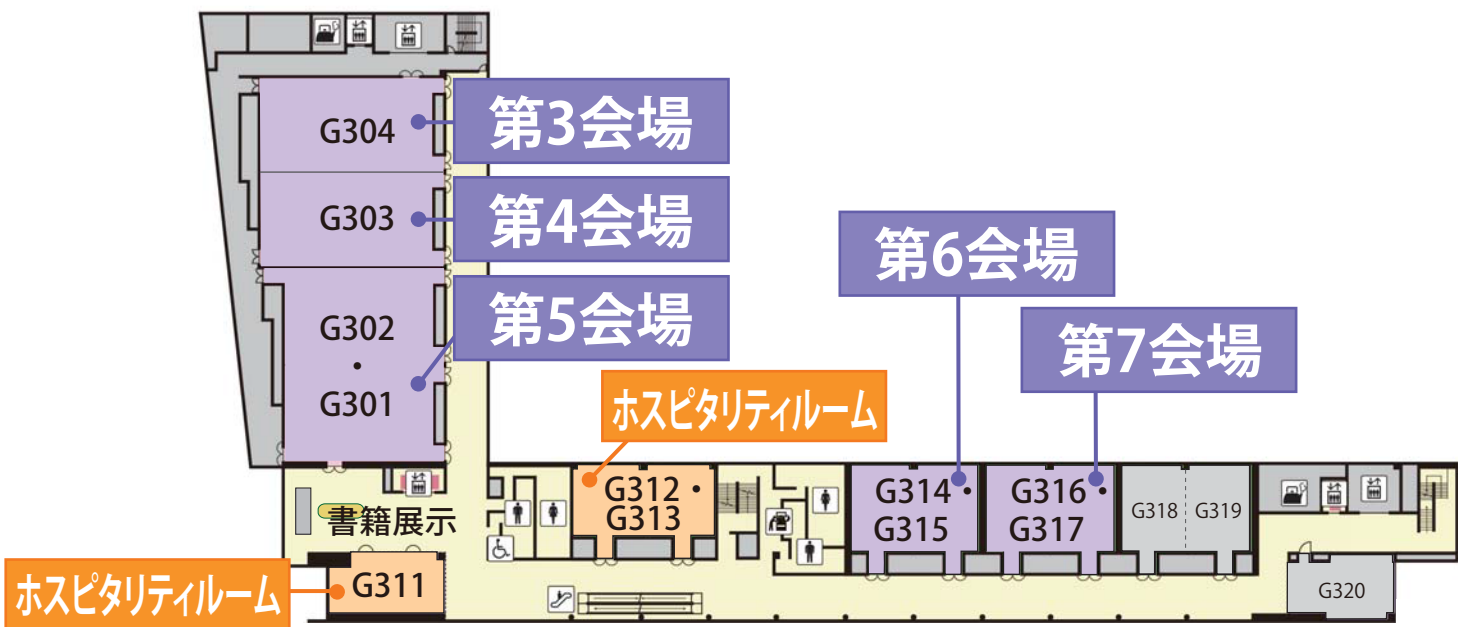 G304
第3会場
G303
第4会場
G302
・
G301
第5会場
第6会場
第7会場
ホスピタリティルーム
G312・
G313
G314・
G315
G316・
G317
G318
G319
書籍展示
ホスピタリティルーム
G311
G320